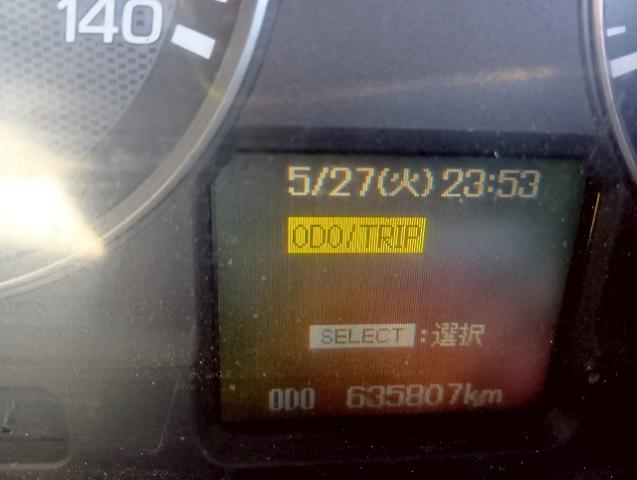 140
5/27(火) 23:53
ODO/TRIP
SELECT :選択
ODO 635807km